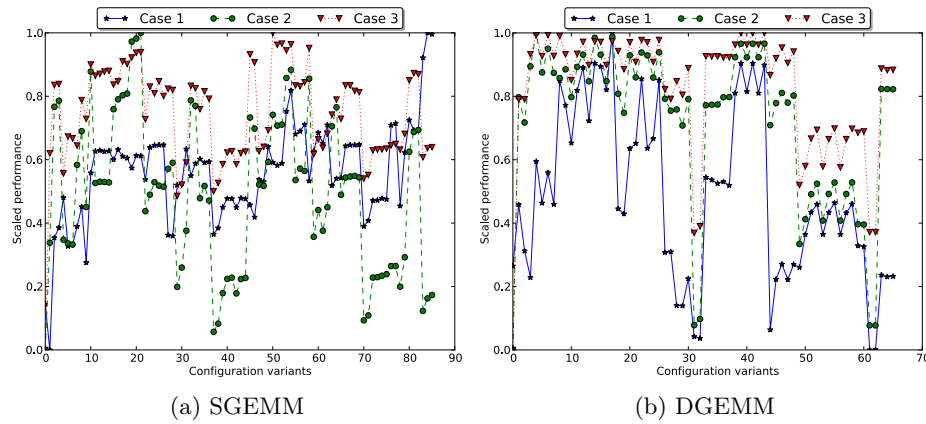 Case 1 Case 2 Case 3
1.0
0.8
0.6
0.4
0.2
0.0
Scaled performance
0 10 20 30 40 50 60 70 80 90
Configuration variants
(a) SGEMM
Case 1 Case 2 Case 3
1.0
0.8
0.6
0.4
0.2
0.0
Scaled performance
0 10 20 30 40 50 60 70
Configuration variants
(b) DGEMM